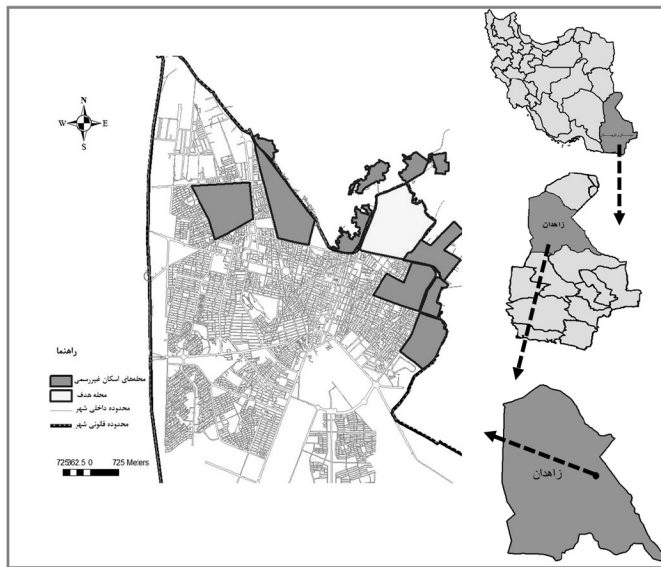 N
W E
S
راهنما
محله‌های اسکان غیررسمی
محله هدف
محدوده داخلی شهر
محدوده قانونی شهر
725362.5 0 725 Meters
زاهدان
زاهدان